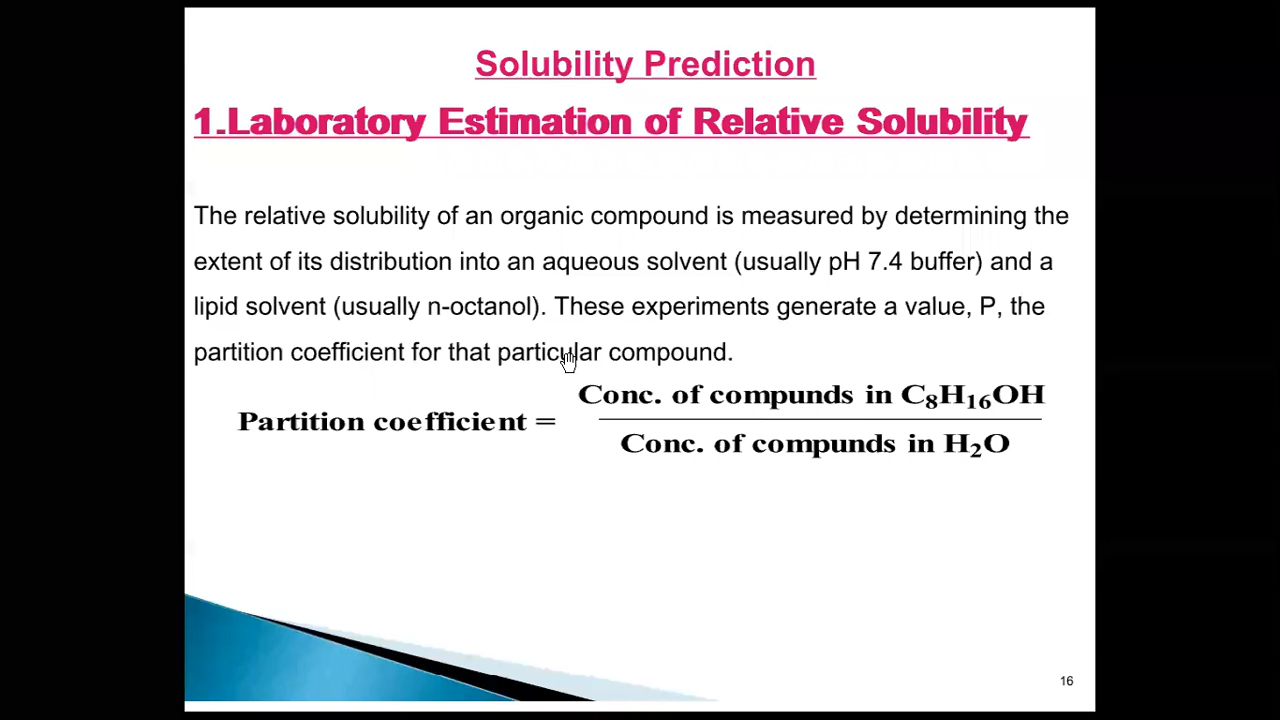 Solubility Prediction
1.Laboratory Estimation of Relative Solubility
The relative solubility of an organic compound is measured by determining the
extent of its distribution into an aqueous solvent (usually pH 7.4 buffer) and a
lipid solvent (usually n-octanol). These experiments generate a value, P, the
partition coefficient for that particular compound.
Partition coefficient = Conc. of compunds in C₈H₁₆OH
Conc. of compunds in H₂O
16